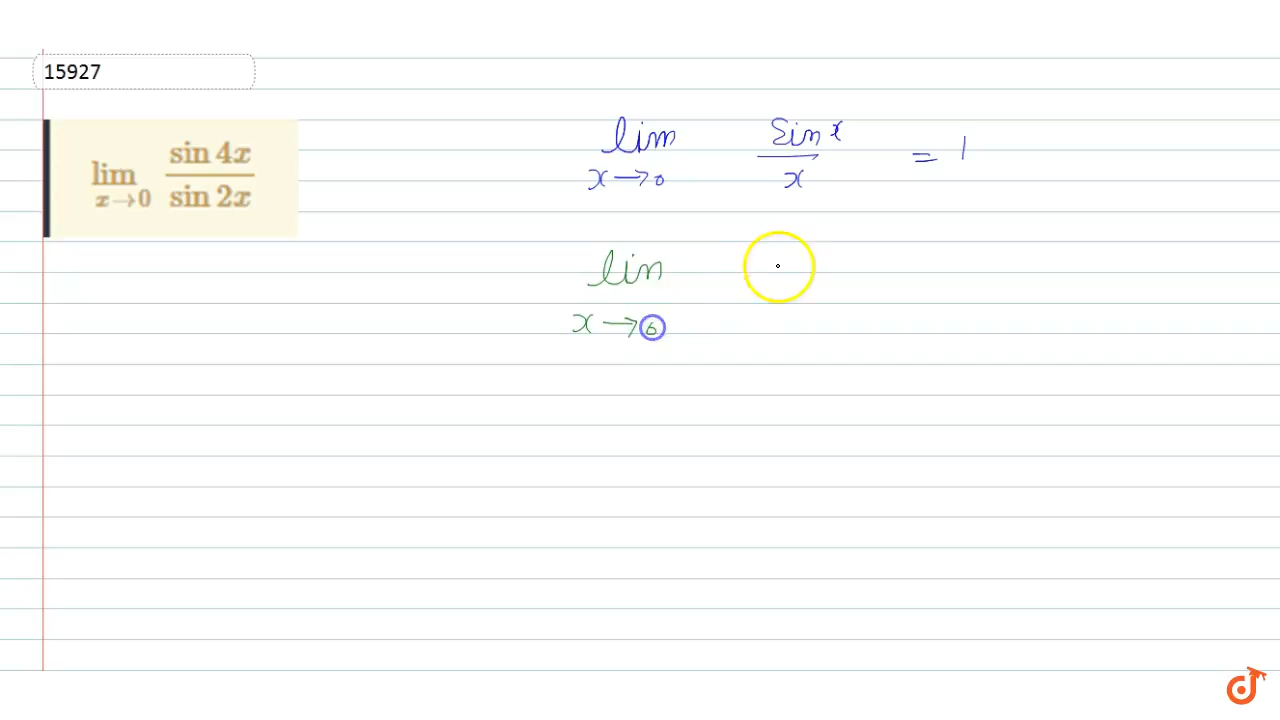 15927
lim x→0 sin 4x / sin 2x
lim x→0 sin x / x = 1
lim x→0